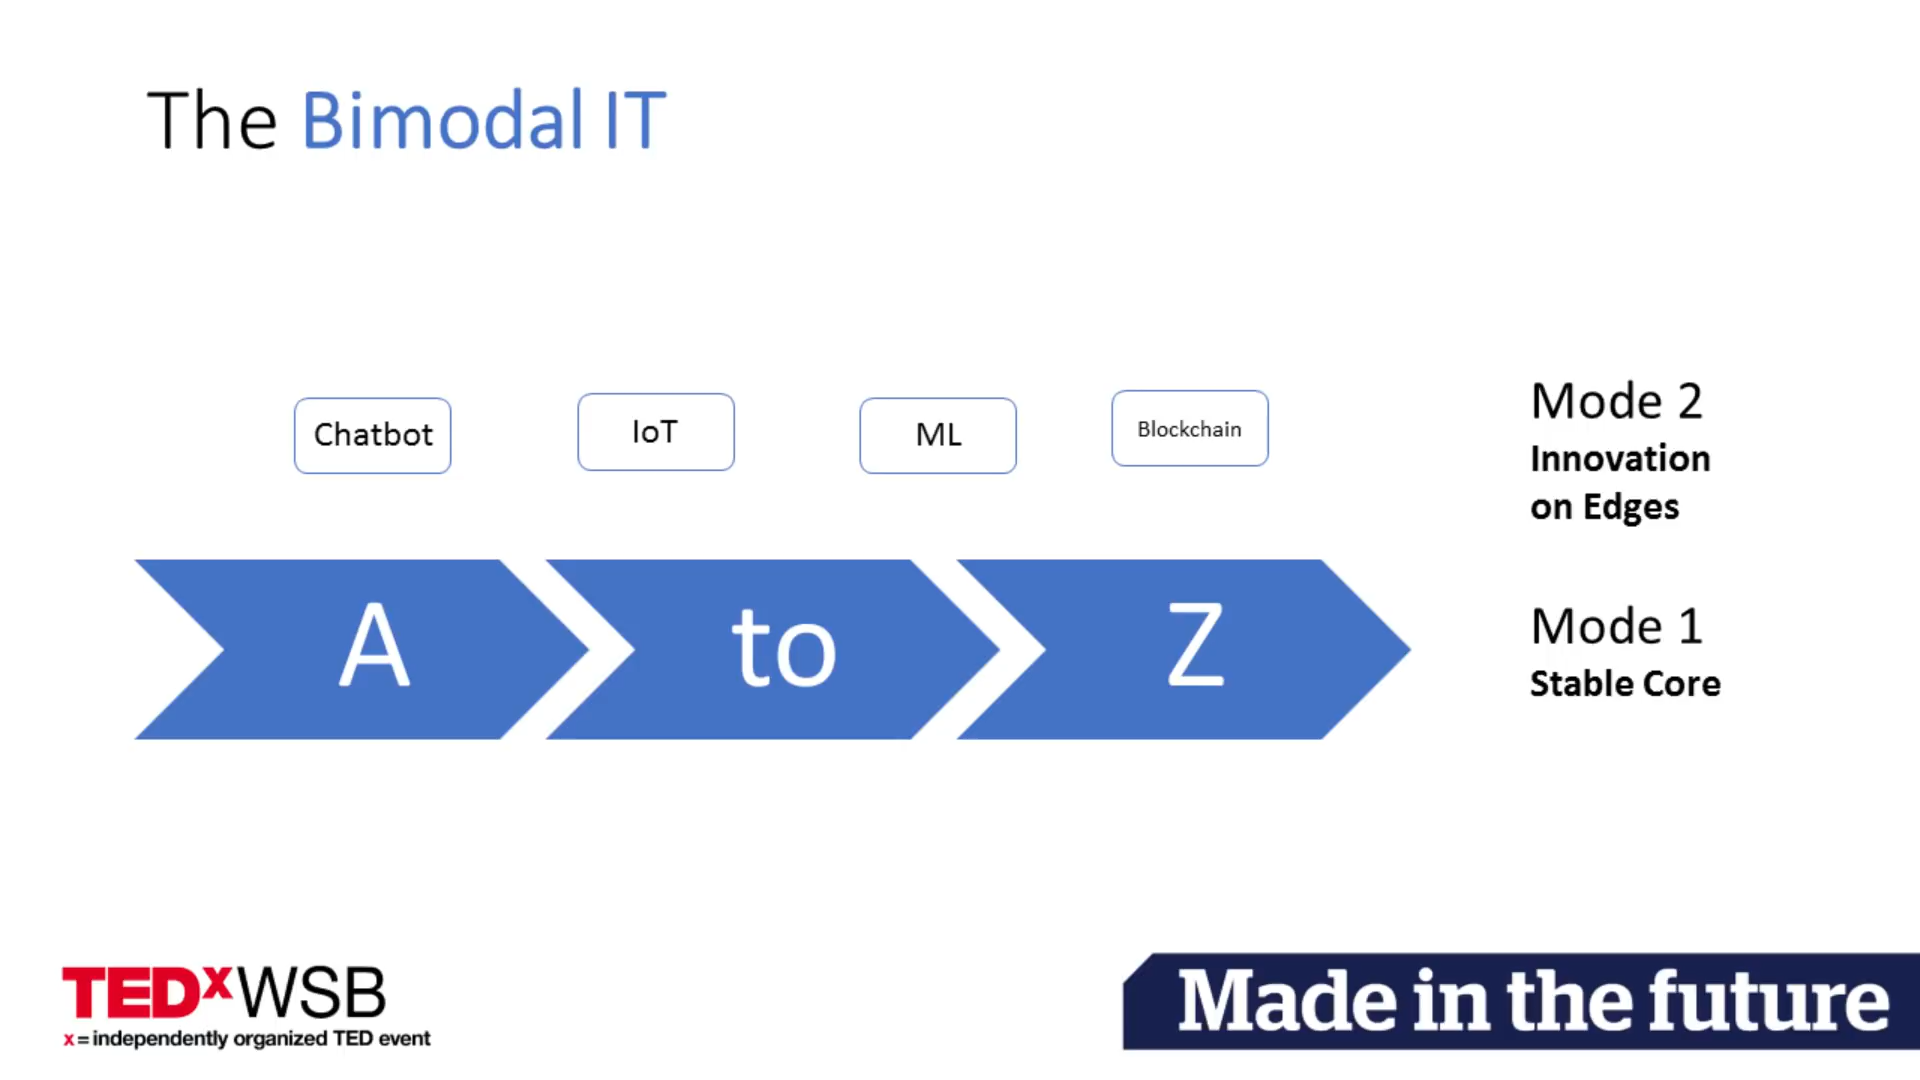 The Bimodal IT
Chatbot
IoT
ML
Blockchain
Mode 2
Innovation
on Edges
A
to
Z
Mode 1
Stable Core
TEDxWSB
x = independently organized TED event
Made in the future